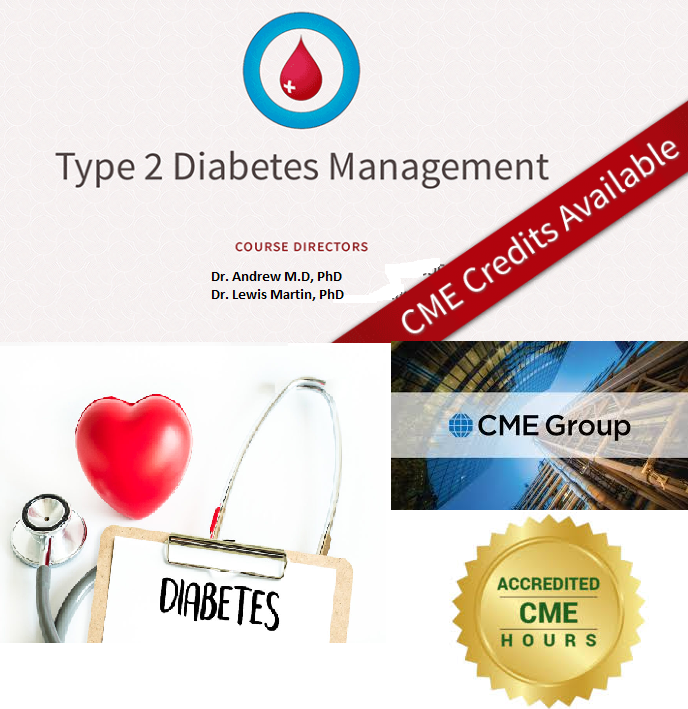 Type 2 Diabetes Management
COURSE DIRECTORS
Dr. Andrew M.D, PhD
Dr. Lewis Martin, PhD
CME Credits Available
CME Group
DIABETES
ACCREDITED
CME
HOURS